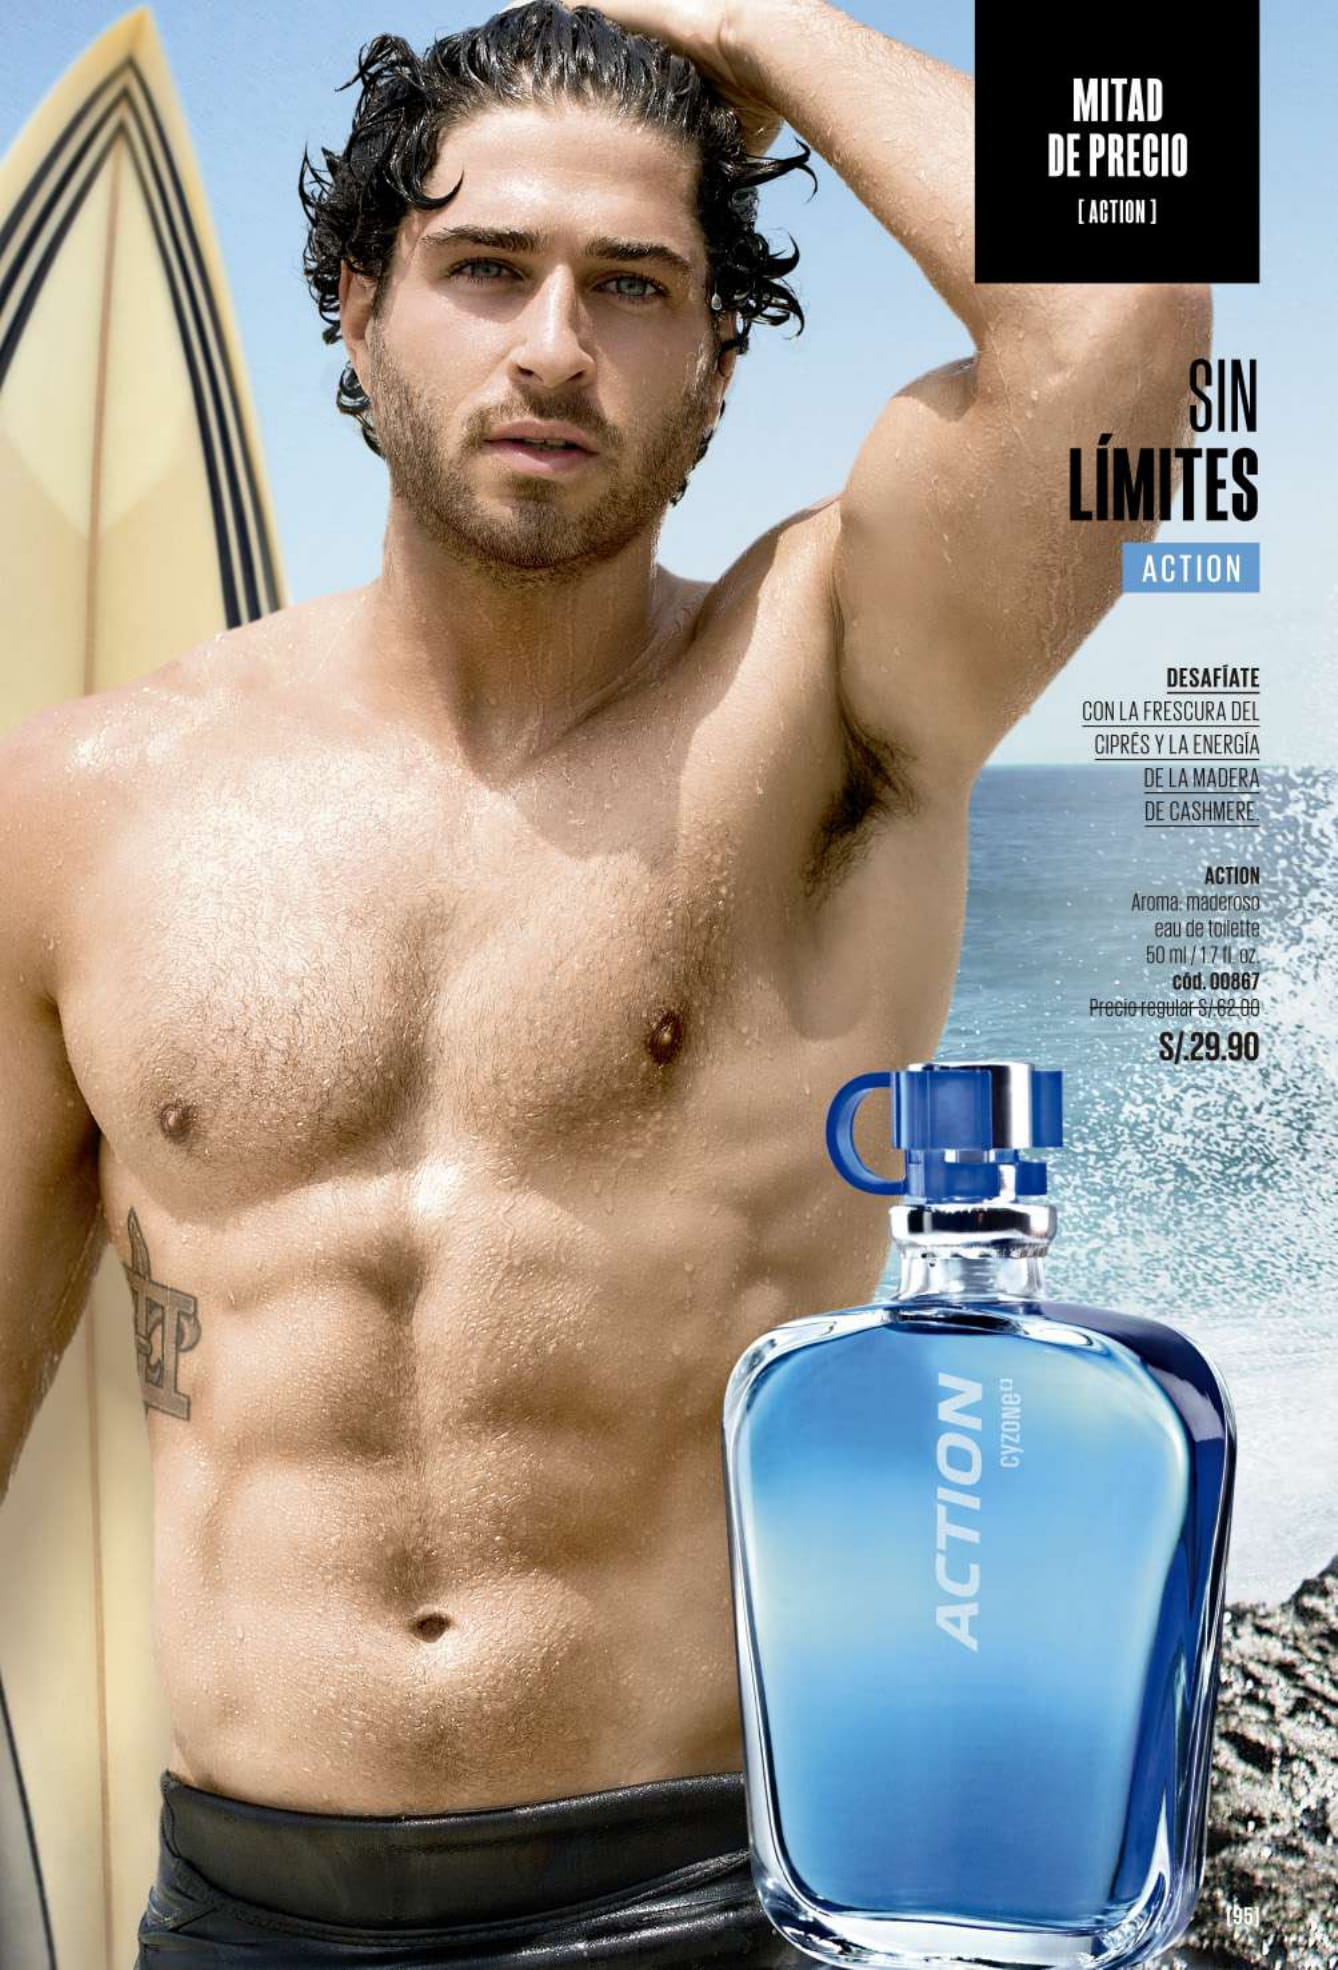 MITAD
DE PRECIO
[ ACTION ]
SIN
LÍMITES
ACTION
DESAFÍATE
CON LA FRESCURA DEL
CIPRÉS Y LA ENERGÍA
DE LA MADERA
DE CASHMERE.
ACTION
Aroma: maderoso
eau de toilette
50 ml / 1.7 fl. oz.
cód. 00867
Precio regular S/.62.00
S/.29.90
ACTION
cyzone
[95]